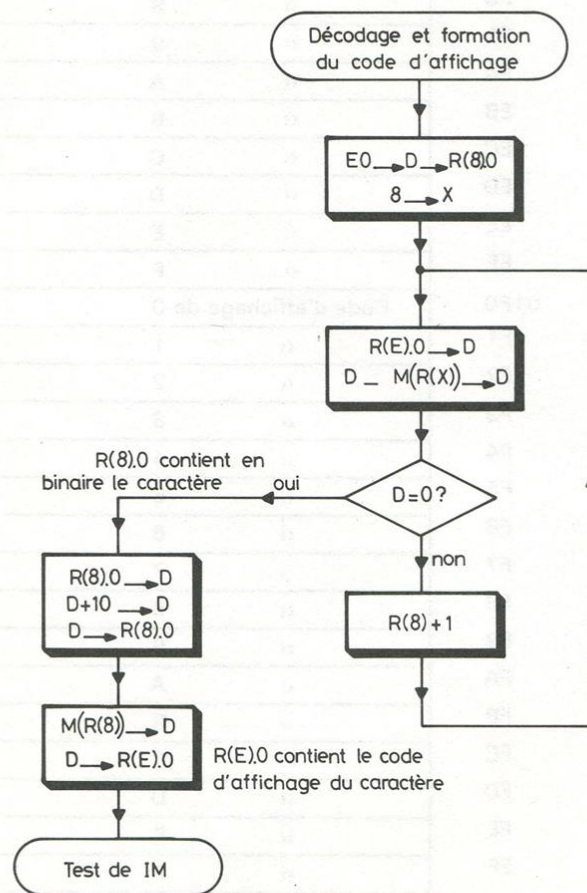 Décodage et formation
du code d'affichage
E0 → D → R(8).0
8 → X
R(E).0 → D
D _ M(R(X)) → D
R(8).0 contient en
binaire le caractère
oui
D=0?
non
R(8).0 → D
D+10 → D
D → R(8).0
R(8)+1
M(R(8)) → D
D → R(E).0
R(E).0 contient le code
d'affichage du caractère
Test de IM